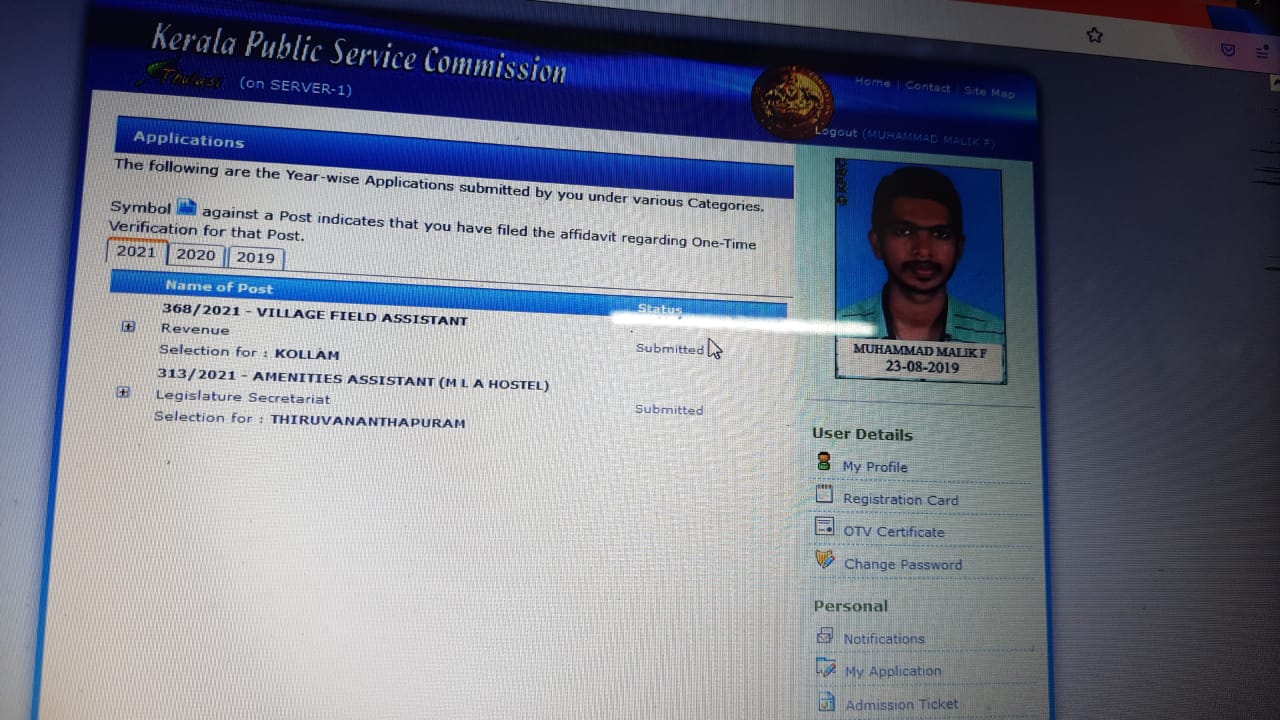 Kerala Public Service Commission
Thulasi (on SERVER-1)
Home | Contact | Site Map
Logout (MUHAMMAD MALIK F)
Applications
The following are the Year-wise Applications submitted by you under various Categories.
Symbol against a Post indicates that you have filed the affidavit regarding One-Time
Verification for that Post.
2021 2020 2019
Name of Post Status
368/2021 - VILLAGE FIELD ASSISTANT
Revenue
Submitted
Selection for : KOLLAM
313/2021 - AMENITIES ASSISTANT (M L A HOSTEL)
Legislature Secretariat
Submitted
Selection for : THIRUVANANTHAPURAM
MUHAMMAD MALIK F
23-08-2019
User Details
My Profile
Registration Card
OTV Certificate
Change Password
Personal
Notifications
My Application
Admission Ticket